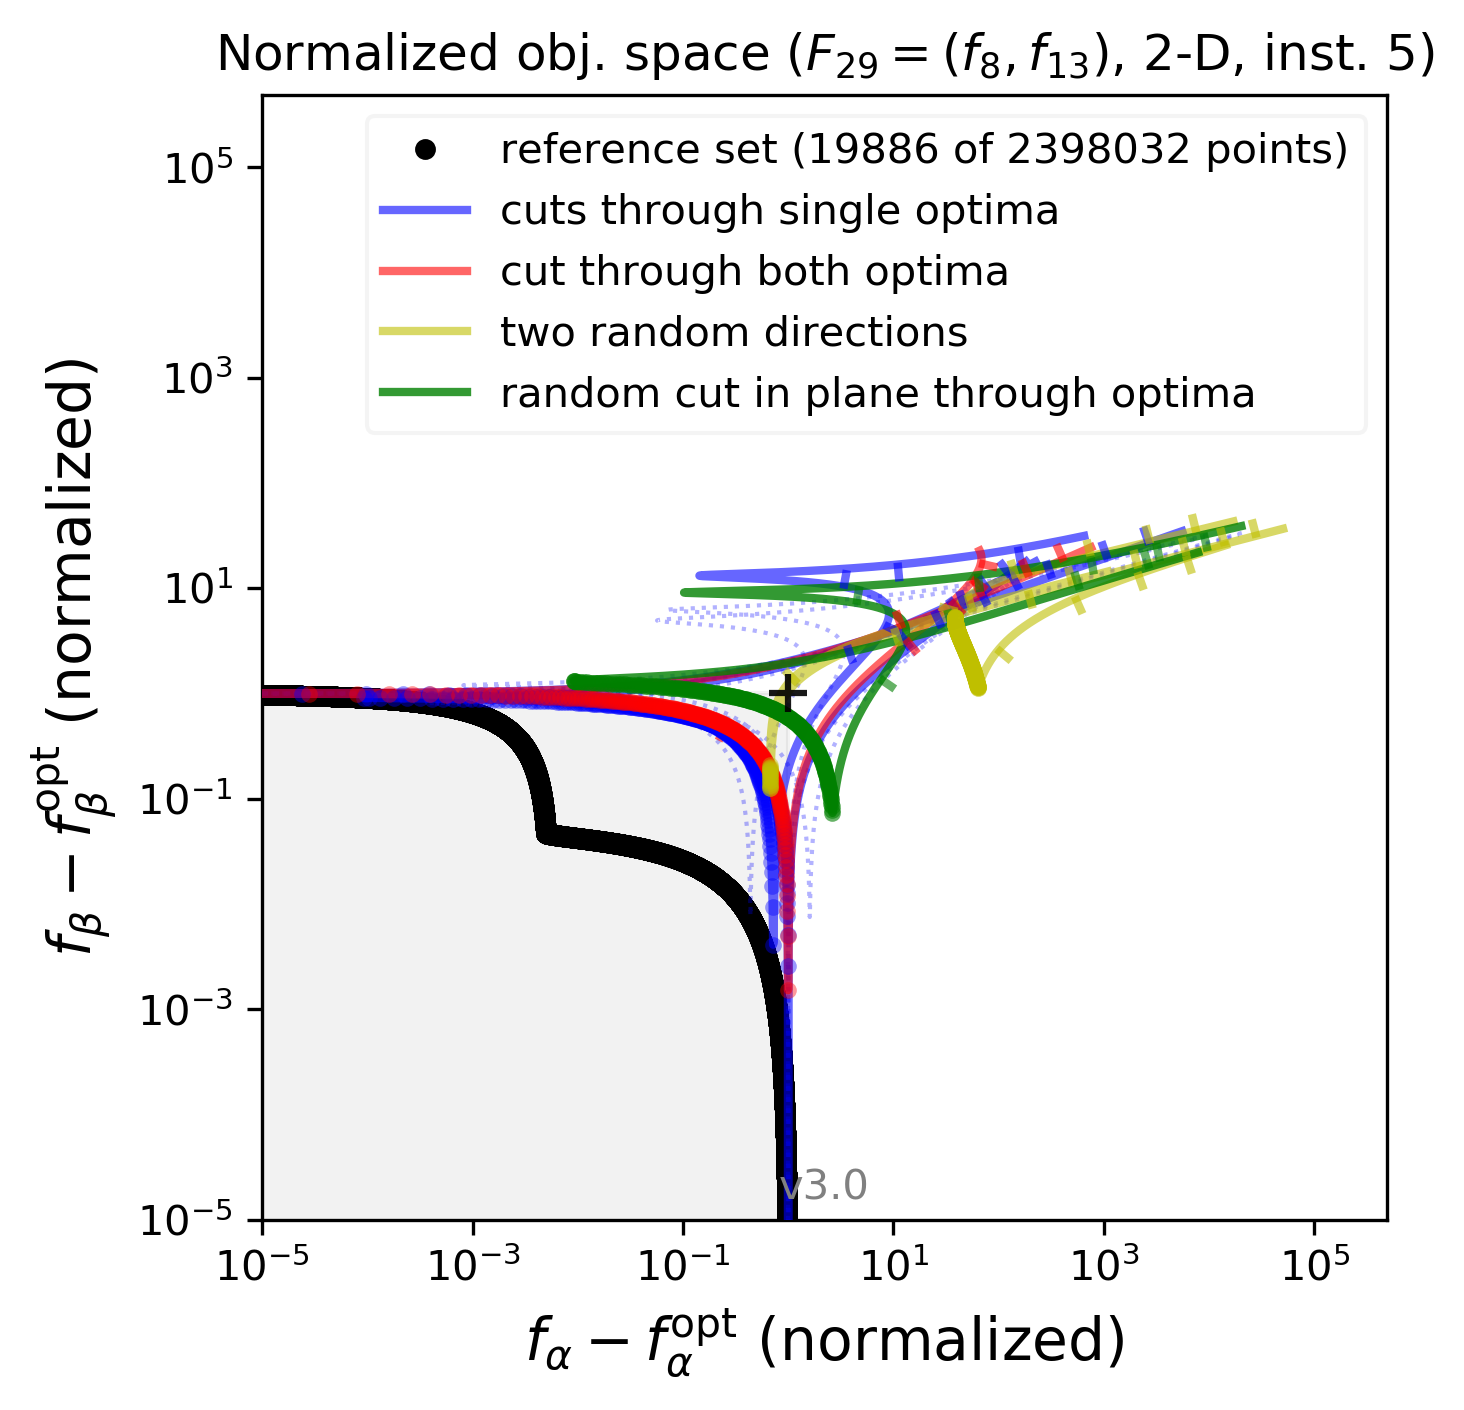 Normalized obj. space (F₂₉ = (f₈, f₁₃), 2-D, inst. 5)
reference set (19886 of 2398032 points)
cuts through single optima
cut through both optima
two random directions
random cut in plane through optima
10⁵
10³
10¹
10⁻¹
10⁻³
10⁻⁵
f_β − f_β^opt (normalized)
v3.0
10⁻⁵ 10⁻³ 10⁻¹ 10¹ 10³ 10⁵
f_α − f_α^opt (normalized)